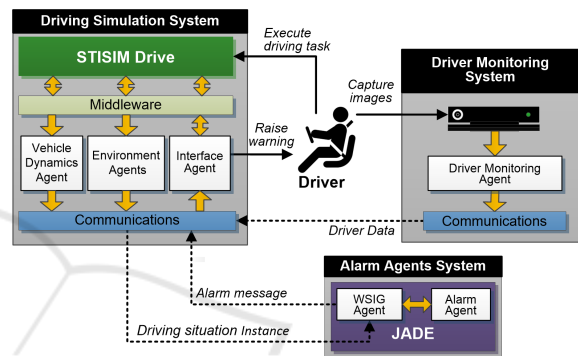 Driving Simulation System
STISIM Drive
Middleware
Vehicle
Dynamics
Agent
Environment
Agents
Interface
Agent
Communications
Execute
driving task
Raise
warning
Driver
Capture
images
Driver Monitoring
System
Driver Monitoring
Agent
Communications
Driver Data
Alarm message
Driving situation Instance
Alarm Agents System
WSIG
Agent
Alarm
Agent
JADE